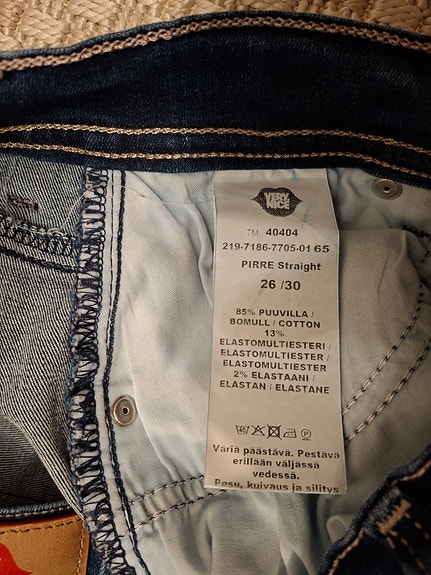 VERY
NICE
TM: 40404
219-7186-7705-01 65
PIRRE Straight
26 /30
85% PUUVILLA /
BOMULL / COTTON
13%
ELASTOMULTIESTERI /
ELASTOMULTIESTER /
ELASTOMULTIESTER
2% ELASTAANI /
ELASTAN / ELASTANE
Väriä päästävä. Pestävä
erillään väljässä
vedessä.
Pesu, kuivaus ja silitys